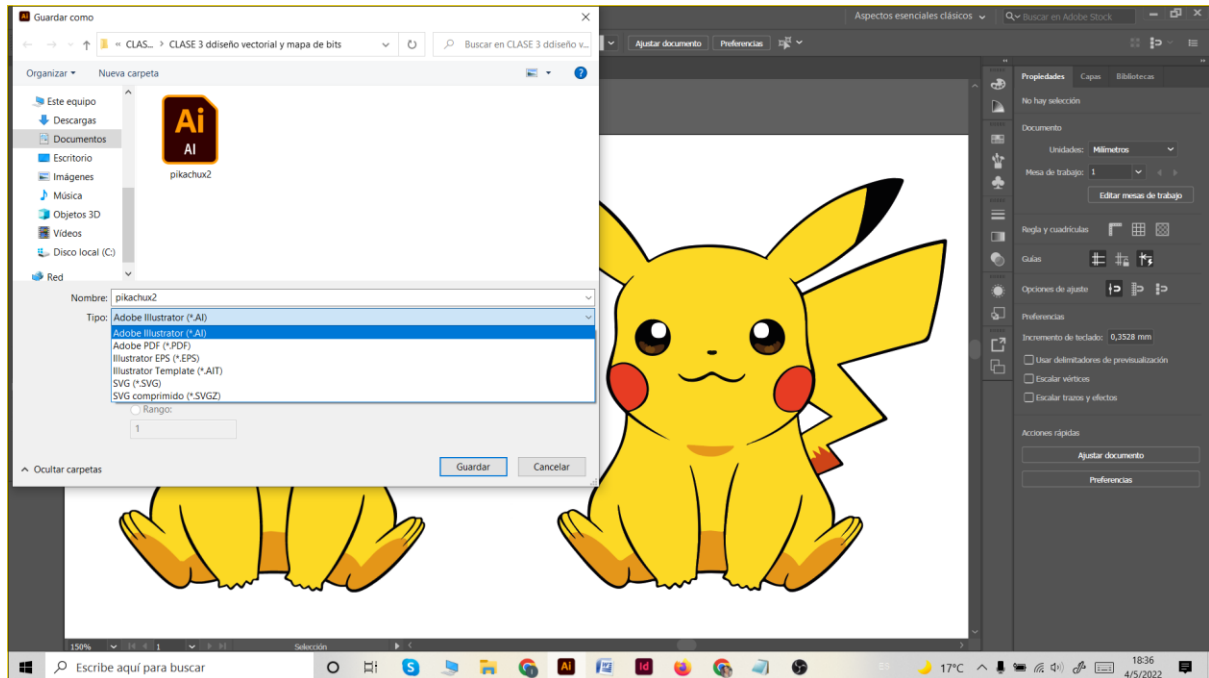 Guardar como
« CLAS... > CLASE 3 ddiseño vectorial y mapa de bits
Buscar en CLASE 3 ddiseño v...
Organizar
Nueva carpeta
Este equipo
Descargas
Documentos
Escritorio
Imágenes
Música
Objetos 3D
Vídeos
Disco local (C:)
Red
Ai
AI
pikachux2
Nombre: pikachux2
Tipo: Adobe Illustrator (*.AI)
Adobe Illustrator (*.AI)
Adobe PDF (*.PDF)
Illustrator EPS (*.EPS)
Illustrator Template (*.AIT)
SVG (*.SVG)
SVG comprimido (*.SVGZ)
Rango:
1
Ocultar carpetas
Guardar
Cancelar
Aspectos esenciales clásicos
Buscar en Adobe Stock
Ajustar documento
Preferencias
Propiedades Capas Bibliotecas
No hay selección
Documento
Unidades: Milímetros
Mesa de trabajo: 1
Editar mesas de trabajo
Regla y cuadrículas
Guías
Opciones de ajuste
Preferencias
Incremento de teclado: 0,3528 mm
Usar delimitadores de previsualización
Escalar vértices
Escalar trazos y efectos
Acciones rápidas
Ajustar documento
Preferencias
150% 1 Selección
Escribe aquí para buscar
Ai
Id
17°C
18:36
4/5/2022